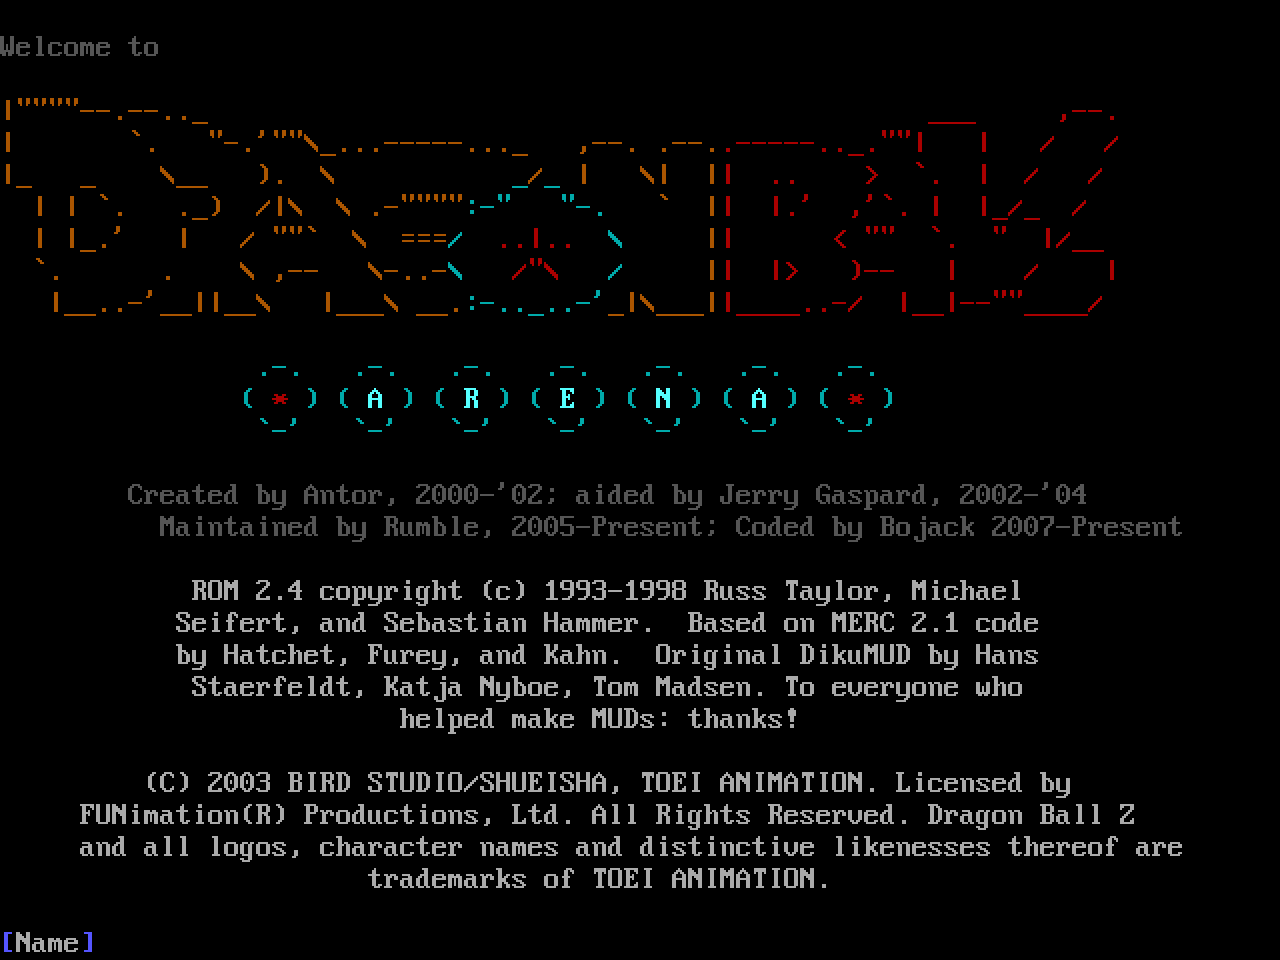 Welcome to
DRAGONBALL
* A R E N A *
Created by Antor, 2000-'02; aided by Jerry Gaspard, 2002-'04
Maintained by Rumble, 2005-Present; Coded by Bojack 2007-Present
ROM 2.4 copyright (c) 1993-1998 Russ Taylor, Michael
Seifert, and Sebastian Hammer.  Based on MERC 2.1 code
by Hatchet, Furey, and Kahn.  Original DikuMUD by Hans
Staerfeldt, Katja Nyboe, Tom Madsen. To everyone who
helped make MUDs: thanks!
(C) 2003 BIRD STUDIO/SHUEISHA, TOEI ANIMATION. Licensed by
FUNimation(R) Productions, Ltd. All Rights Reserved. Dragon Ball Z
and all logos, character names and distinctive likenesses thereof are
trademarks of TOEI ANIMATION.
[Name]